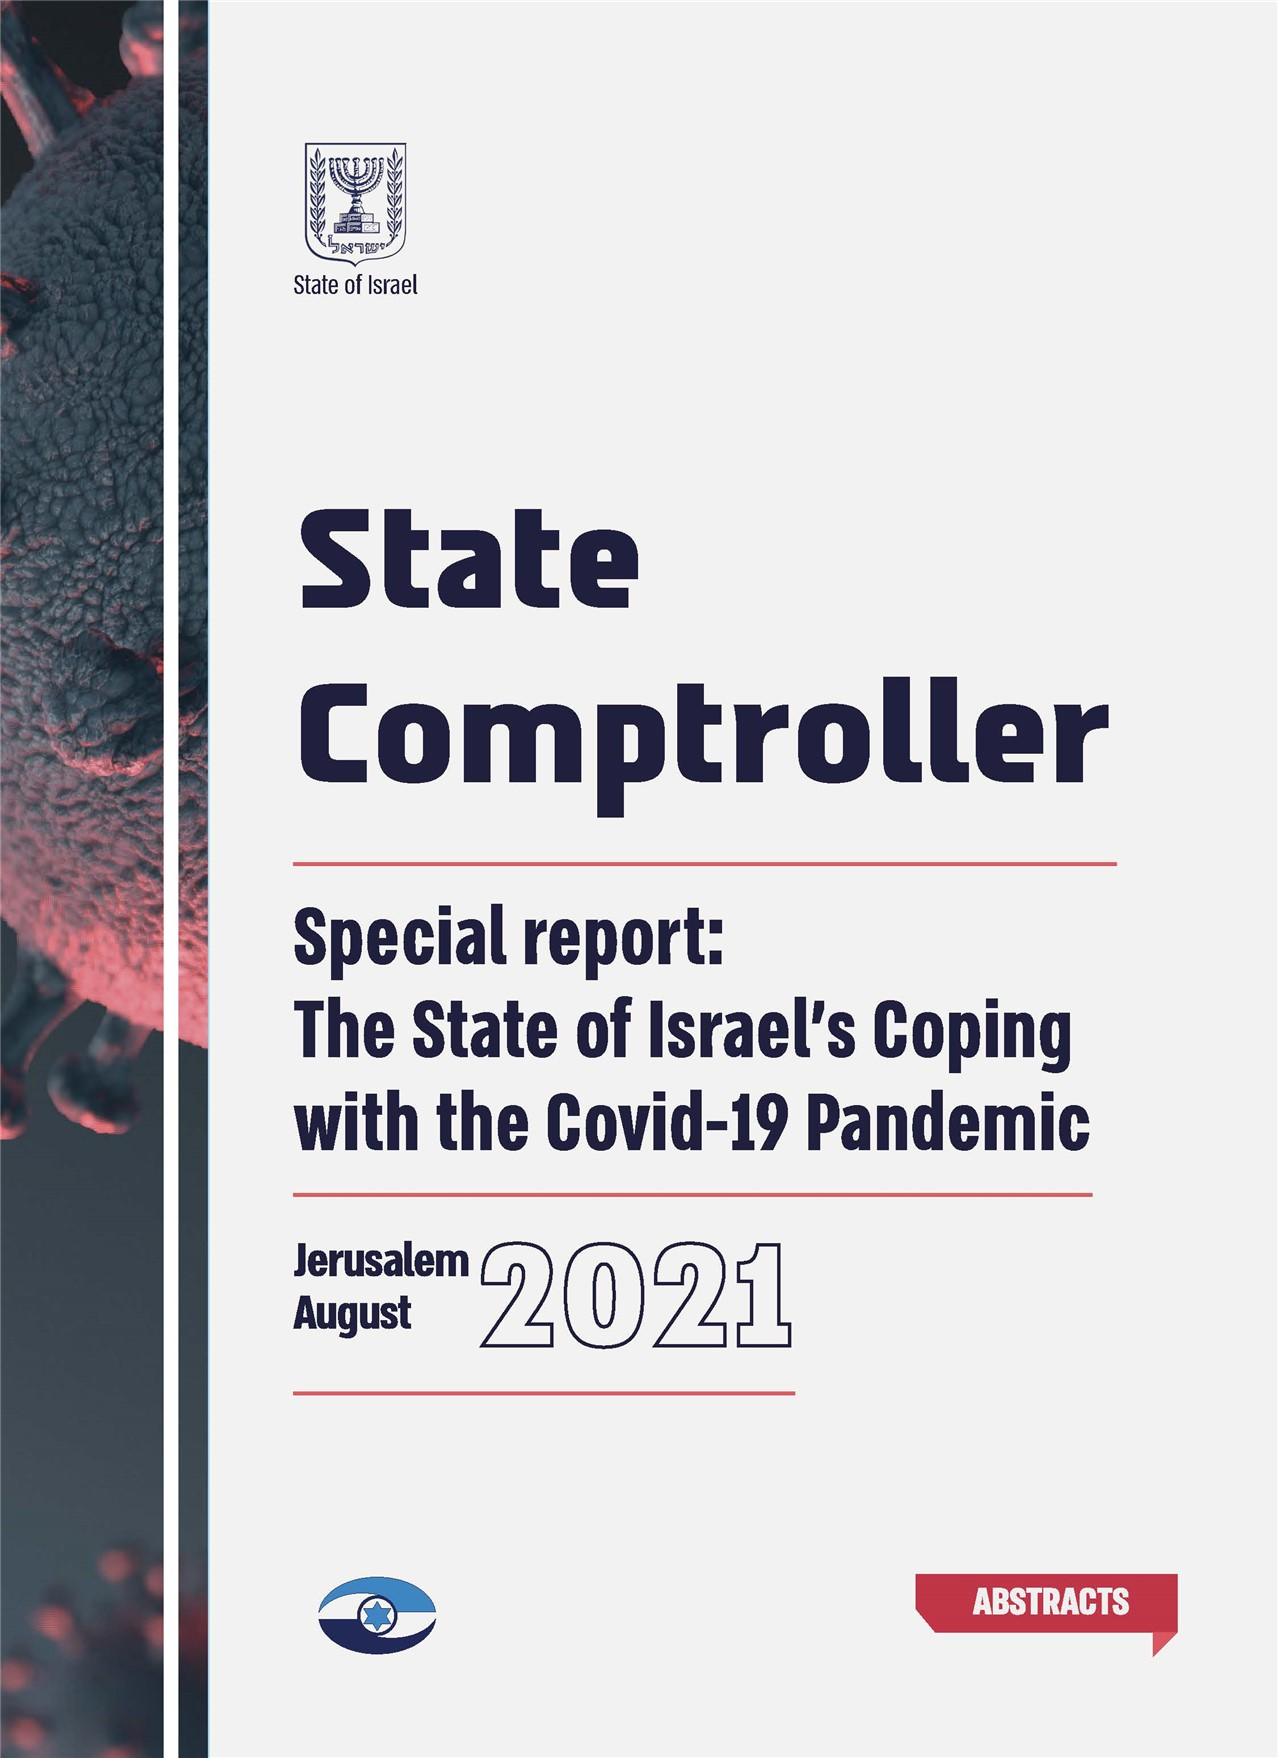 ישראל
State of Israel
State
Comptroller
Special report:
The State of Israel's Coping
with the Covid-19 Pandemic
Jerusalem
August
2021
ABSTRACTS